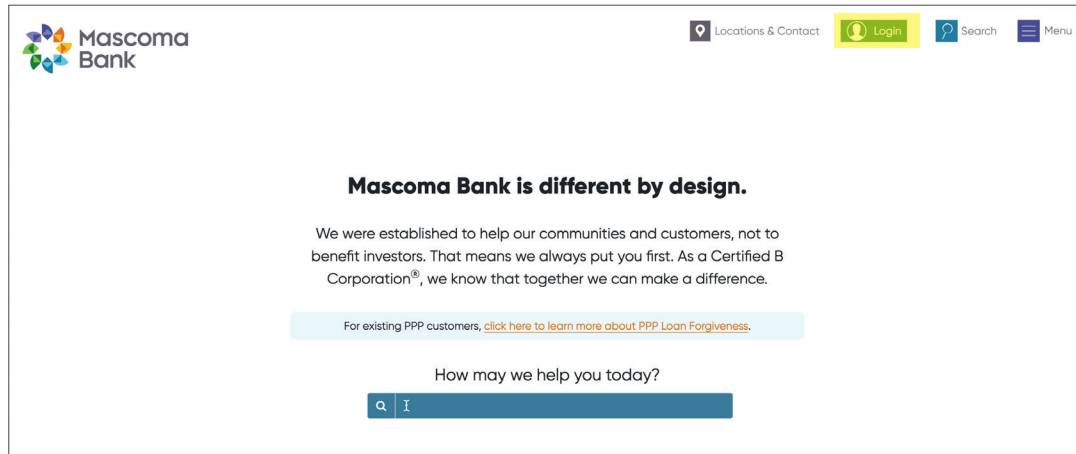 Mascoma
Bank
Locations & Contact
Login
Search
Menu
Mascoma Bank is different by design.
We were established to help our communities and customers, not to
benefit investors. That means we always put you first. As a Certified B
Corporation®, we know that together we can make a difference.
For existing PPP customers, click here to learn more about PPP Loan Forgiveness.
How may we help you today?